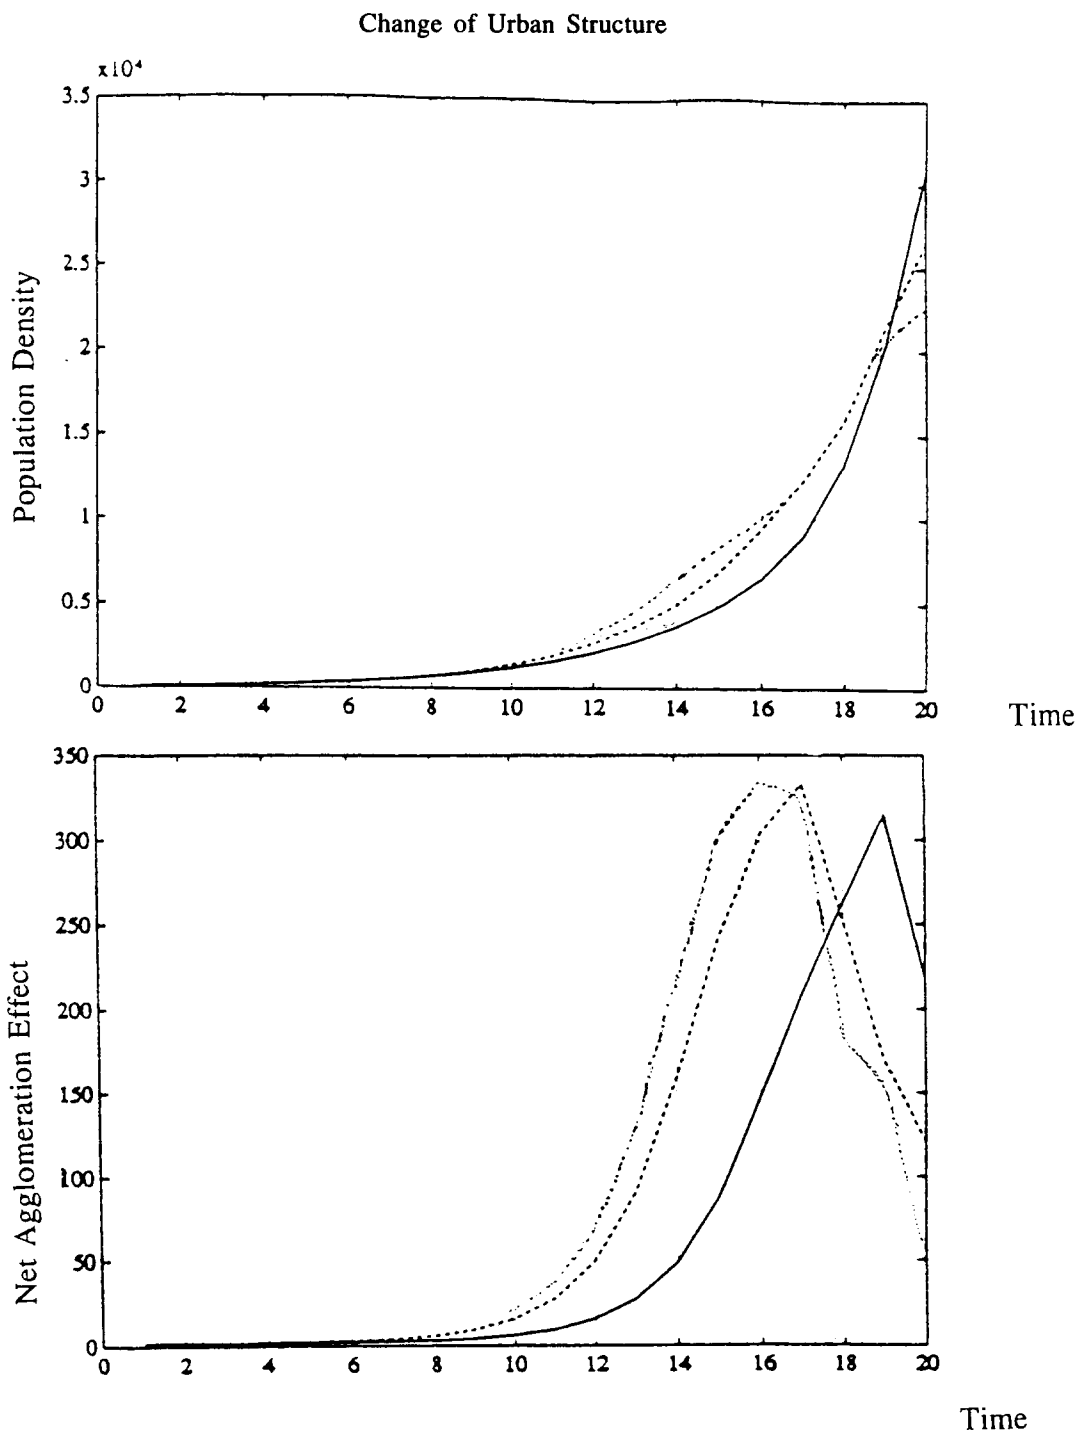 Change of Urban Structure
x10⁴
3.5
3
2.5
2
1.5
1
0.5
0
Population Density
0 2 4 6 8 10 12 14 16 18 20
Time
350
300
250
200
150
100
50
0
Net Agglomeration Effect
2 4 6 8 10 12 14 16 18 20
Time